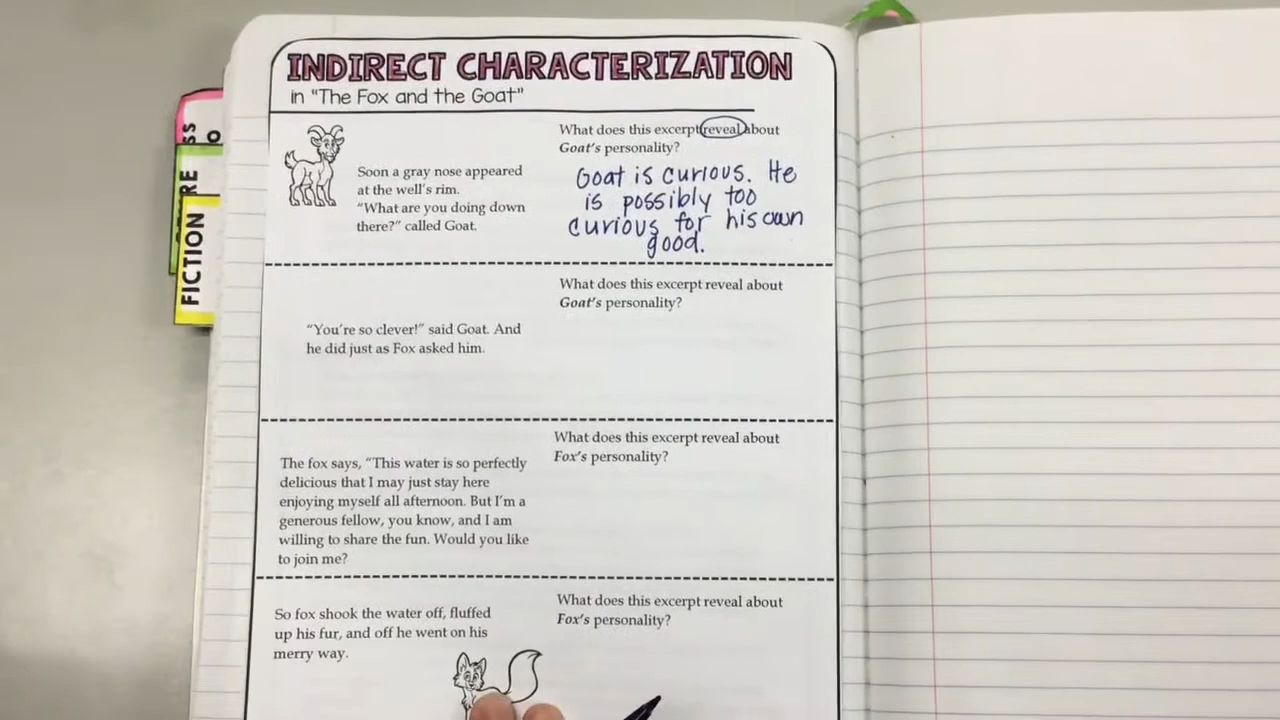 INDIRECT CHARACTERIZATION
in "The Fox and the Goat"
Soon a gray nose appeared
at the well's rim.
"What are you doing down
there?" called Goat.
What does this excerpt reveal about
Goat's personality?
Goat is curious. He
is possibly too
curious for his own
good.
"You're so clever!" said Goat. And
he did just as Fox asked him.
What does this excerpt reveal about
Goat's personality?
The fox says, "This water is so perfectly
delicious that I may just stay here
enjoying myself all afternoon. But I'm a
generous fellow, you know, and I am
willing to share the fun. Would you like
to join me?
What does this excerpt reveal about
Fox's personality?
So fox shook the water off, fluffed
up his fur, and off he went on his
merry way.
What does this excerpt reveal about
Fox's personality?
FICTION